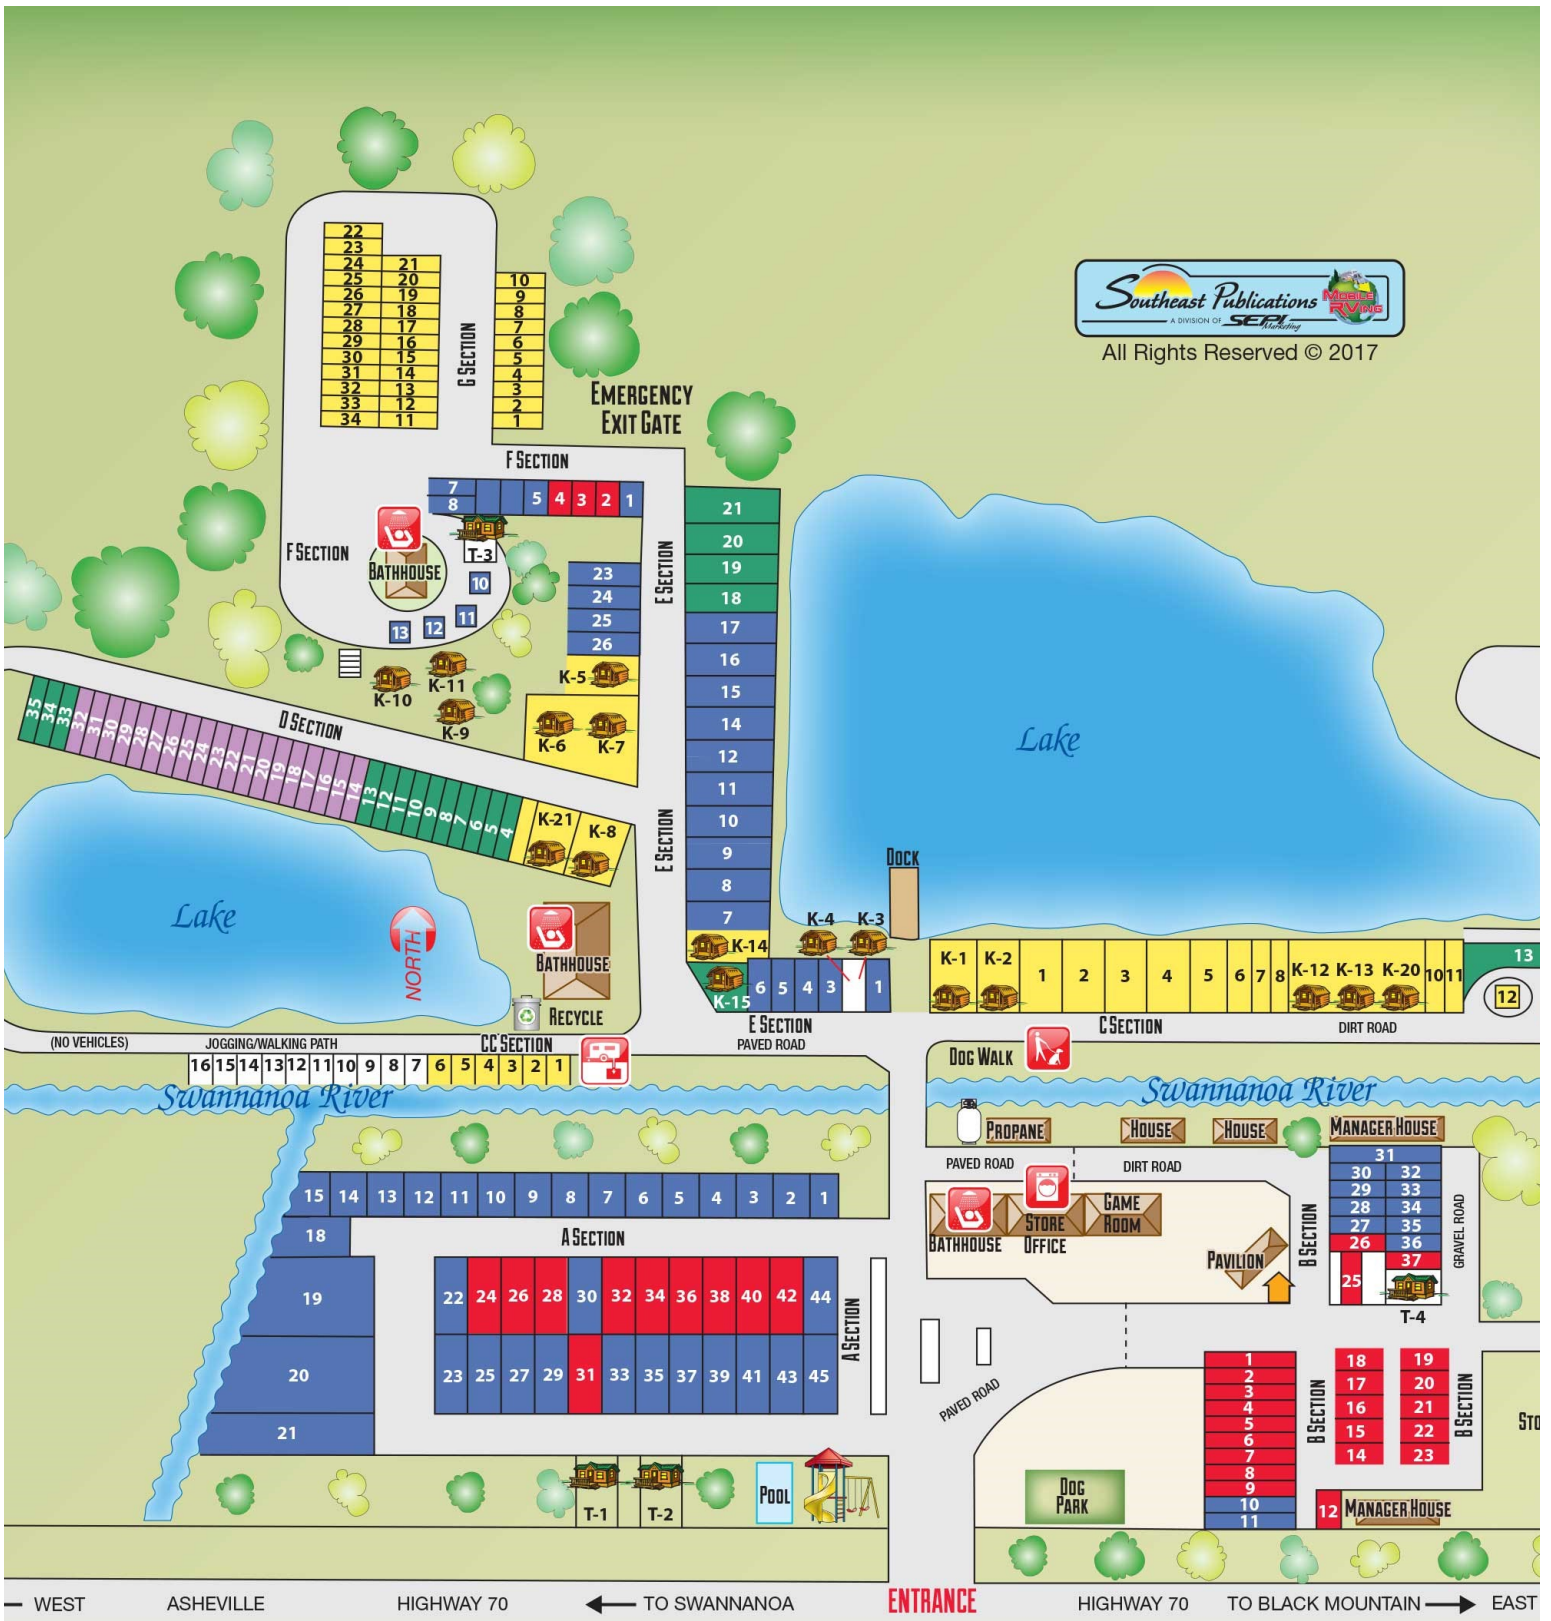 Southeast Publications
A DIVISION OF SEPI Marketing
MOBILE RVING
All Rights Reserved © 2017
22
23
24 21
25 20
26 19
27 18
28 17
29 16
30 15
31 14
32 13
33 12
34 11
G SECTION
10
9
8
7
6
5
4
3
2
1
EMERGENCY
EXIT GATE
F SECTION
7
8
5 4 3 2 1
F SECTION
BATHHOUSE
T-3
10
11
12
13
23
24
25
26
E SECTION
21
20
19
18
17
16
15
14
12
11
10
9
8
7
K-5
K-6 K-7
K-10
K-11
K-9
D SECTION
35 34 33 32 31 30 29 28 27 26 25 24 23 22 21 20 19 18 17 16 15 14 13 12 11 10 9 8 7 6 5 4
K-21
K-8
E SECTION
Lake
Lake
DOCK
NORTH
BATHHOUSE
RECYCLE
K-14
K-15
K-4 K-3
6 5 4 3 1
E SECTION
PAVED ROAD
K-1 K-2 1 2 3 4 5 6 7 8 K-12 K-13 K-20 10 11
13
12
C SECTION
DIRT ROAD
(NO VEHICLES)
JOGGING/WALKING PATH
CC SECTION
16 15 14 13 12 11 10 9 8 7 6 5 4 3 2 1
DOG WALK
Swannanoa River
Swannanoa River
PROPANE
HOUSE
HOUSE
MANAGER HOUSE
PAVED ROAD
DIRT ROAD
15 14 13 12 11 10 9 8 7 6 5 4 3 2 1
18
A SECTION
19
20
21
22 24 26 28 30 32 34 36 38 40 42 44
23 25 27 29 31 33 35 37 39 41 43 45
A SECTION
BATHHOUSE
STORE
OFFICE
GAME
ROOM
PAVILION
B SECTION
31
30 32
29 33
28 34
27 35
26 36
25 37
T-4
GRAVEL ROAD
PAVED ROAD
1
2
3
4
5
6
7
8
9
10
11
B SECTION
18 19
17 20
16 21
15 22
14 23
B SECTION
STO
12
MANAGER HOUSE
DOG
PARK
T-1
T-2
POOL
WEST
ASHEVILLE
HIGHWAY 70
TO SWANNANOA
ENTRANCE
HIGHWAY 70
TO BLACK MOUNTAIN
EAST